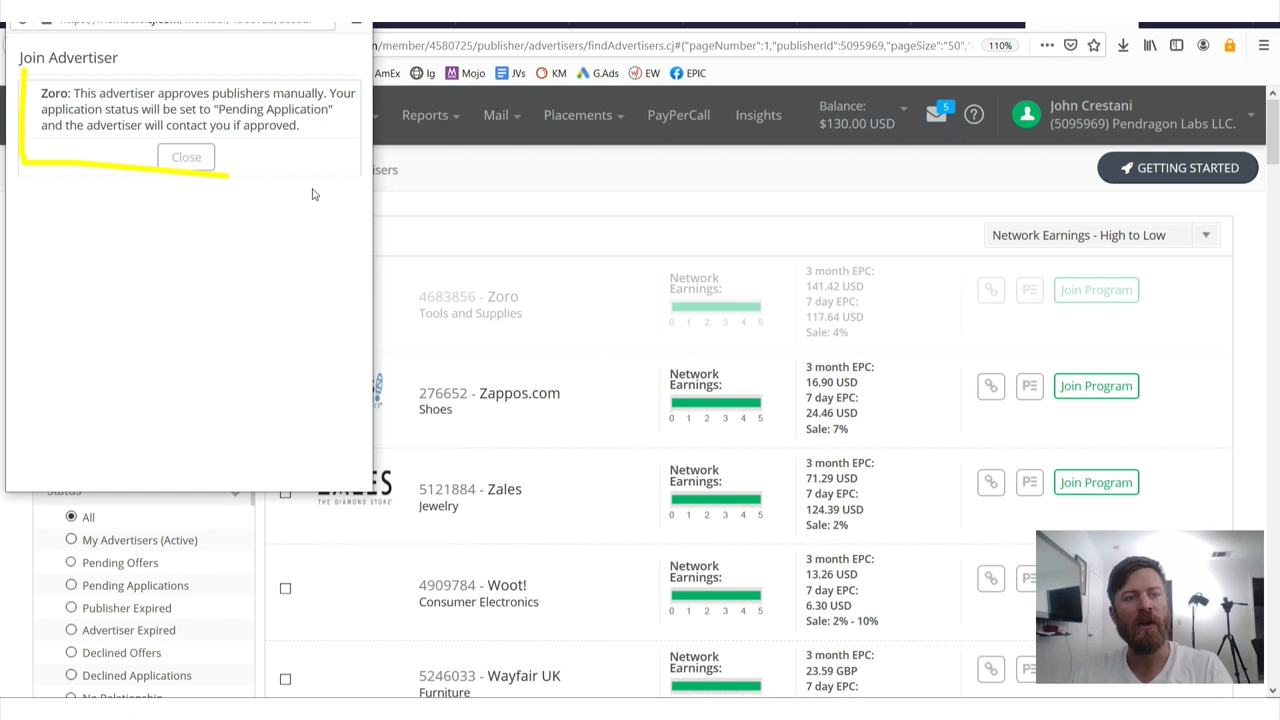 Join Advertiser
Zoro: This advertiser approves publishers manually. Your
application status will be set to "Pending Application"
and the advertiser will contact you if approved.
Close
n/member/4580725/publisher/advertisers/findAdvertisers.cj#{"pageNumber":1,"publisherId":5095969,"pageSize":"50","
110%
AmEx
Ig
Mojo
JVs
KM
G.Ads
EW
EPIC
Reports
Mail
Placements
PayPerCall
Insights
Balance:
$130.00 USD
5
John Crestani
(5095969) Pendragon Labs LLC.
isers
GETTING STARTED
Network Earnings - High to Low
4683856 - Zoro
Tools and Supplies
Network
Earnings:
0 1 2 3 4 5
3 month EPC:
141.42 USD
7 day EPC:
117.64 USD
Sale: 4%
Join Program
276652 - Zappos.com
Shoes
Network
Earnings:
0 1 2 3 4 5
3 month EPC:
16.90 USD
7 day EPC:
24.46 USD
Sale: 7%
Join Program
ZALES
THE DIAMOND STORE
5121884 - Zales
Jewelry
Network
Earnings:
0 1 2 3 4 5
3 month EPC:
71.29 USD
7 day EPC:
124.39 USD
Sale: 2%
Join Program
Status
All
My Advertisers (Active)
Pending Offers
Pending Applications
Publisher Expired
Advertiser Expired
Declined Offers
Declined Applications
No Relationship
4909784 - Woot!
Consumer Electronics
Network
Earnings:
0 1 2 3 4 5
3 month EPC:
13.26 USD
7 day EPC:
6.30 USD
Sale: 2% - 10%
5246033 - Wayfair UK
Furniture
Network
Earnings:
3 month EPC:
23.59 GBP
7 day EPC: